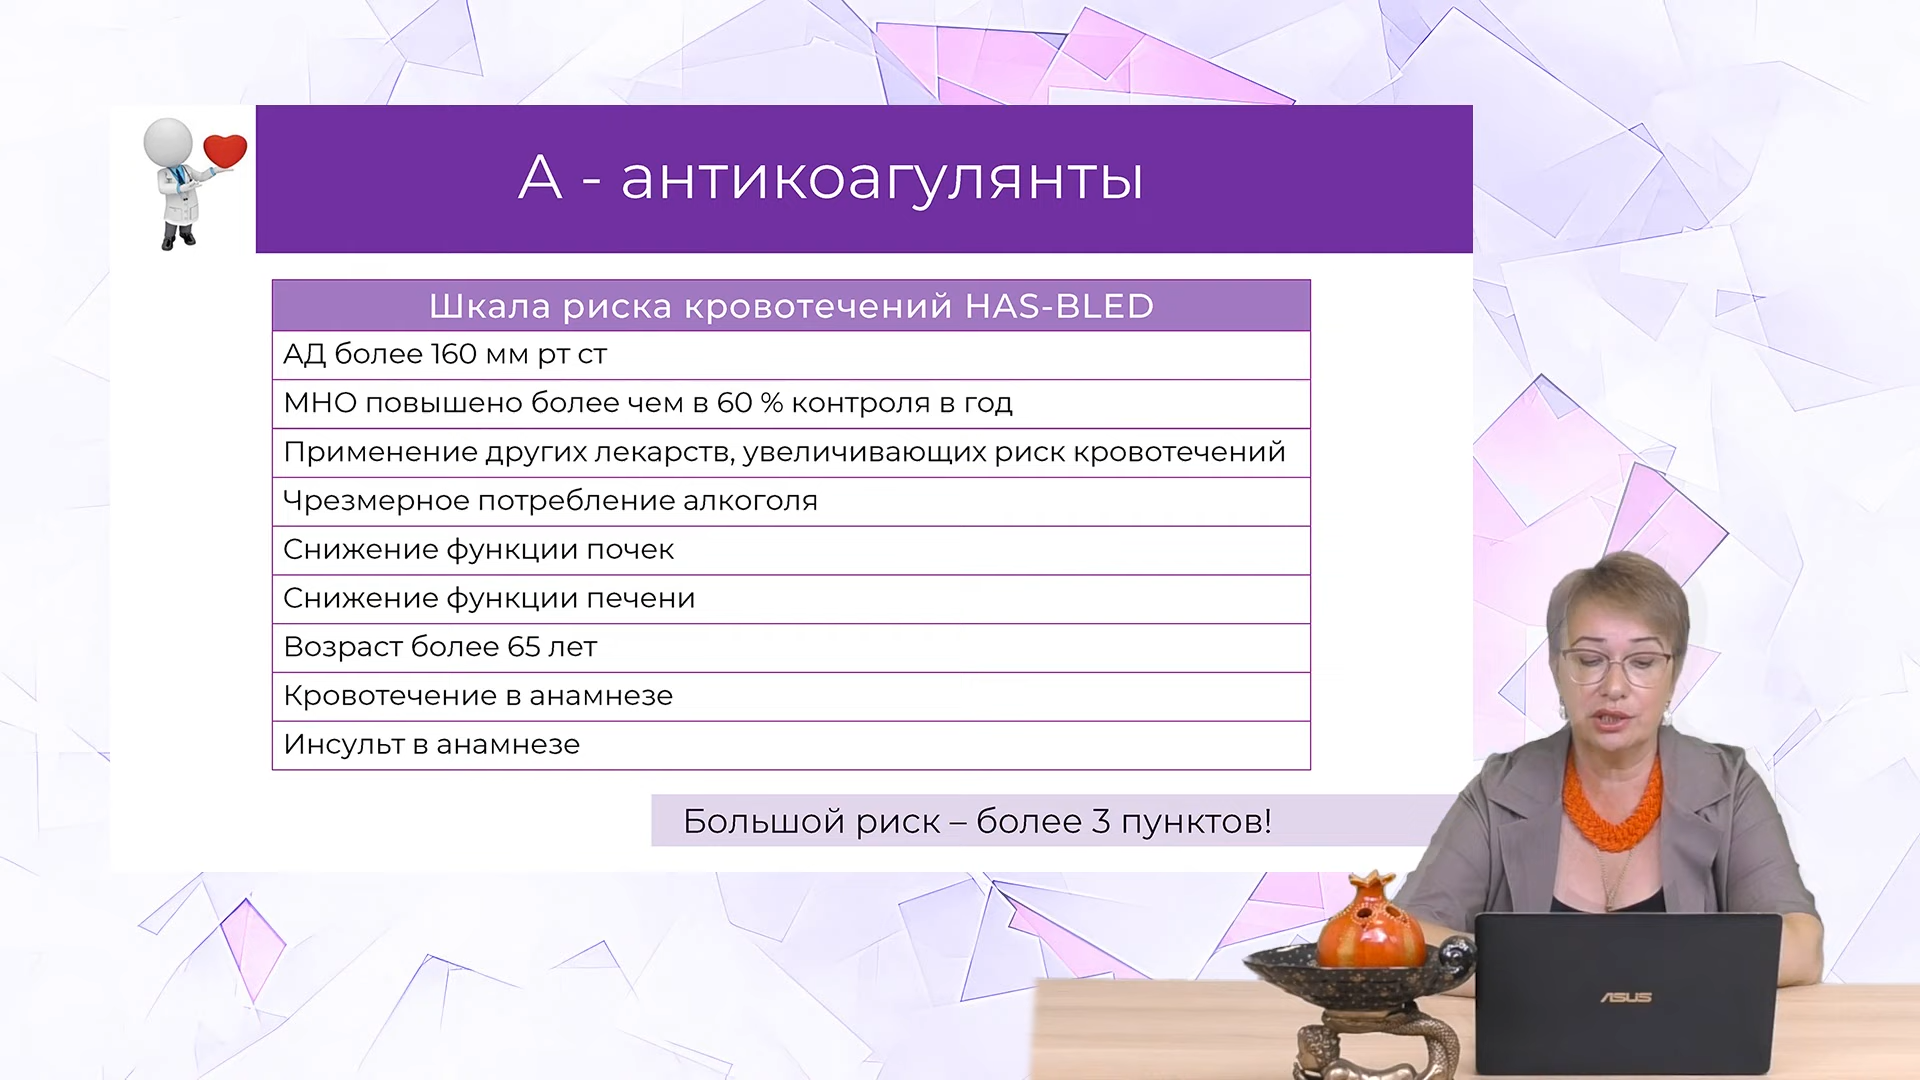 А - антикоагулянты
Шкала риска кровотечений HAS-BLED
АД более 160 мм рт ст
МНО повышено более чем в 60 % контроля в год
Применение других лекарств, увеличивающих риск кровотечений
Чрезмерное потребление алкоголя
Снижение функции почек
Снижение функции печени
Возраст более 65 лет
Кровотечение в анамнезе
Инсульт в анамнезе
Большой риск – более 3 пунктов!
ASUS